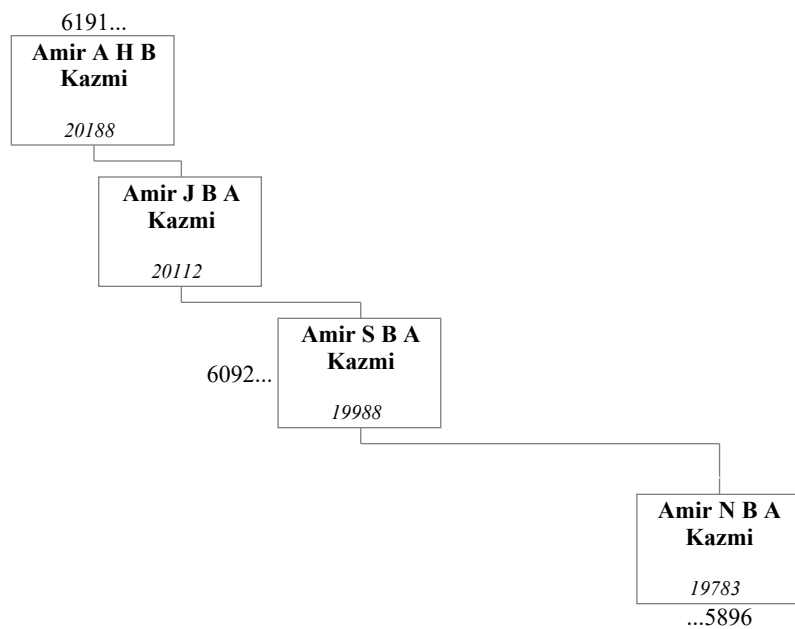 6191...
Amir A H B
Kazmi
20188
Amir J B A
Kazmi
20112
Amir S B A
Kazmi
6092...
19988
Amir N B A
Kazmi
19783
...5896